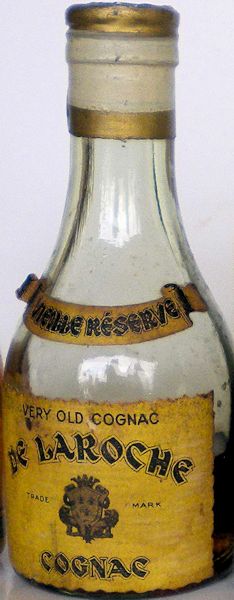 VIEILLE RÉSERVE
VERY OLD COGNAC
DE LAROCHE
TRADE MARK
COGNAC